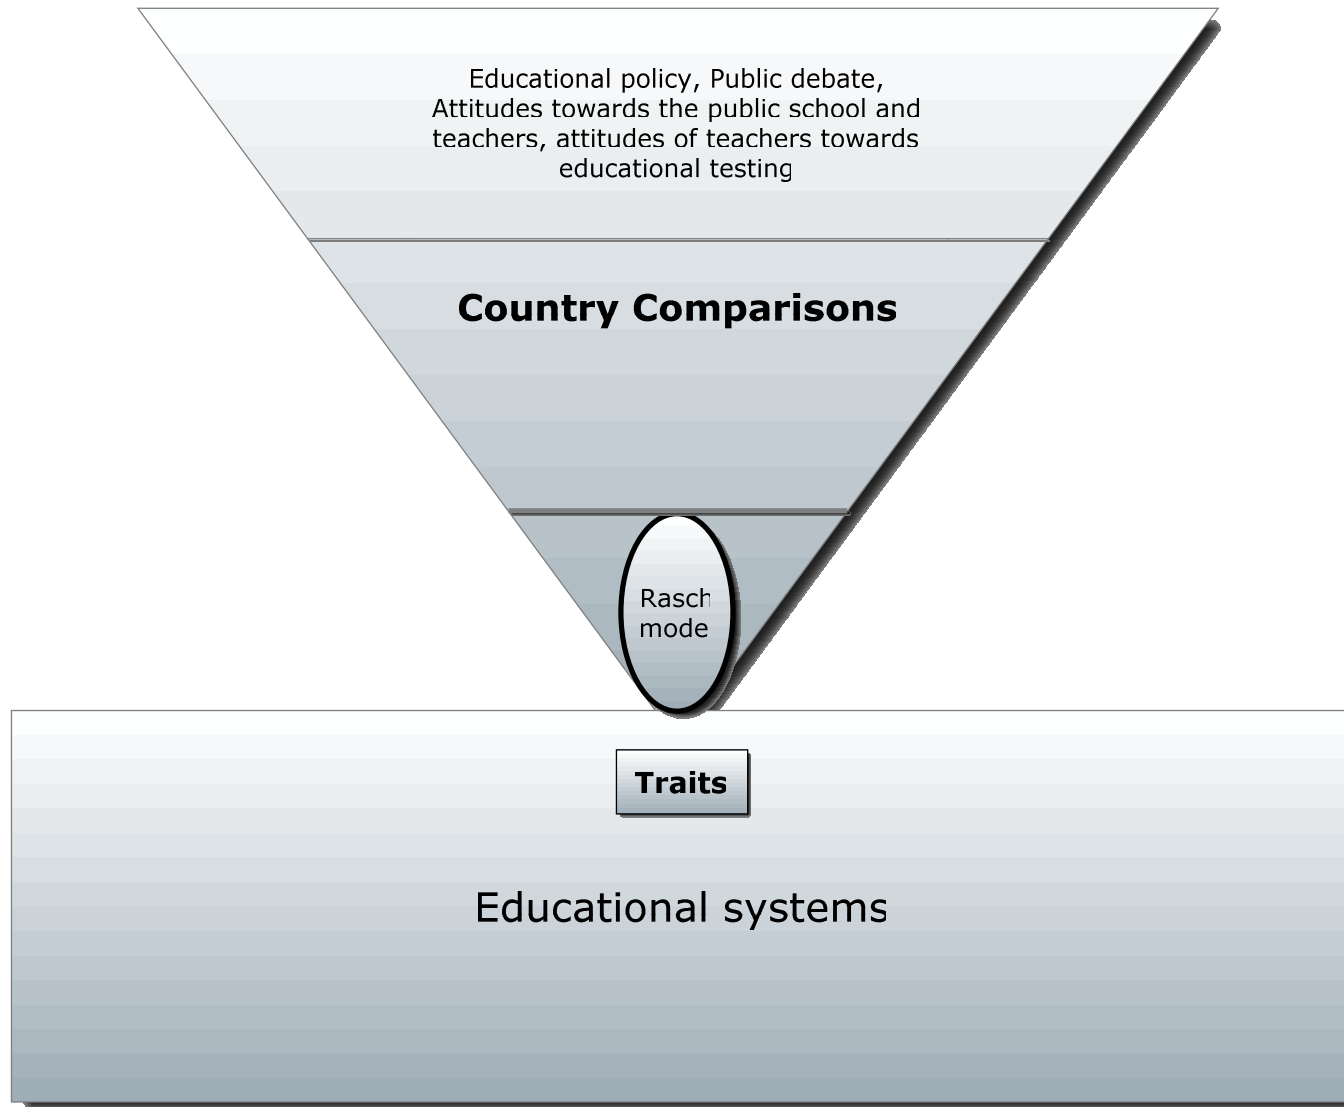 Educational policy, Public debate,
Attitudes towards the public school and
teachers, attitudes of teachers towards
educational testing
Country Comparisons
Rasch
mode
Traits
Educational systems